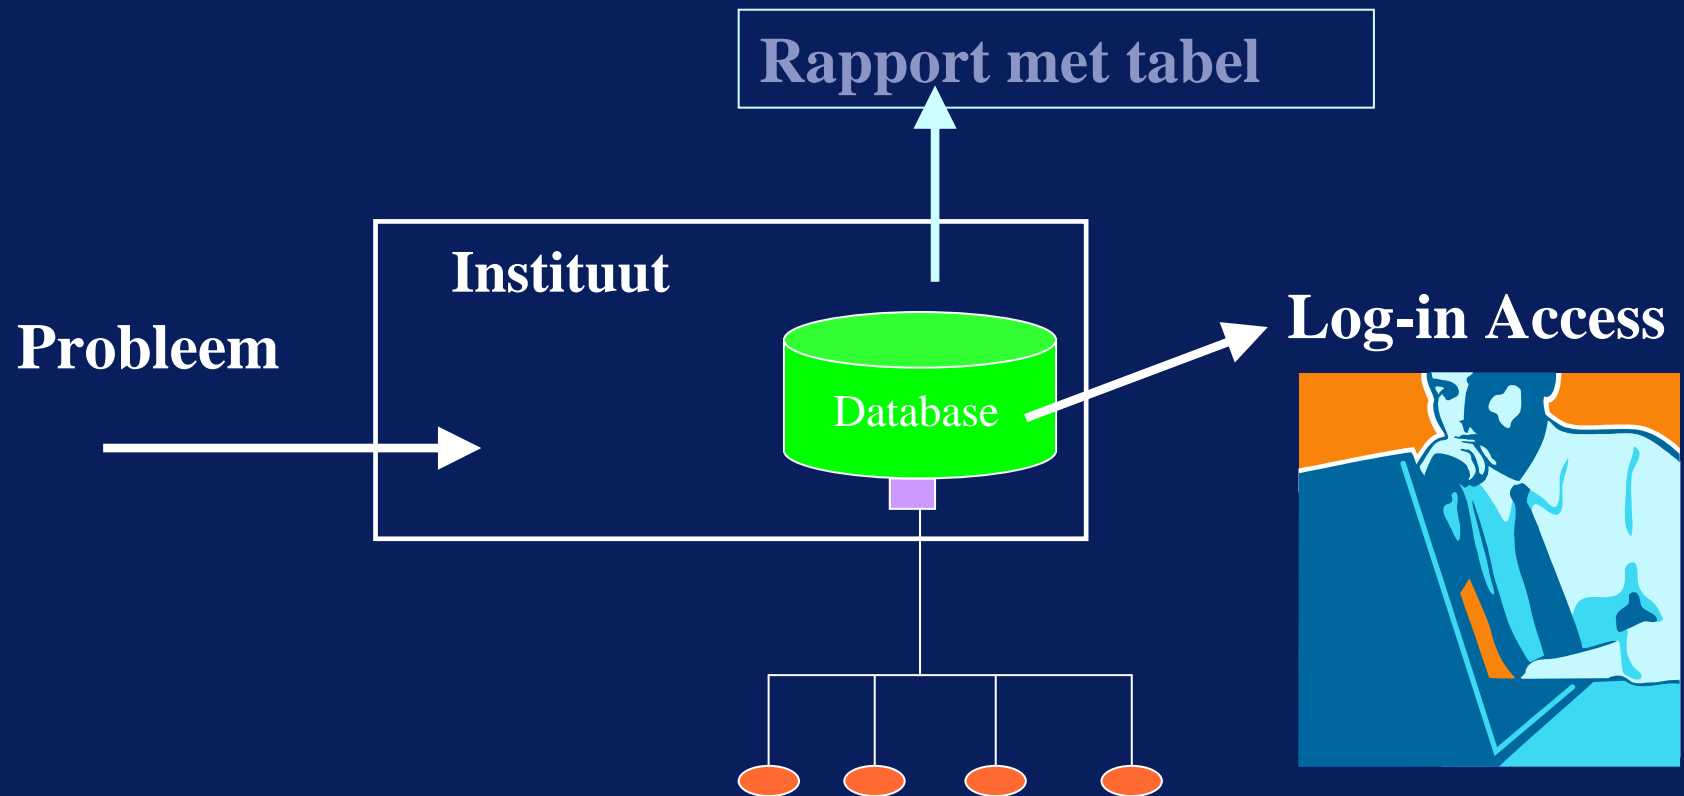 Rapport met tabel
Instituut
Probleem
Log-in Access
Database